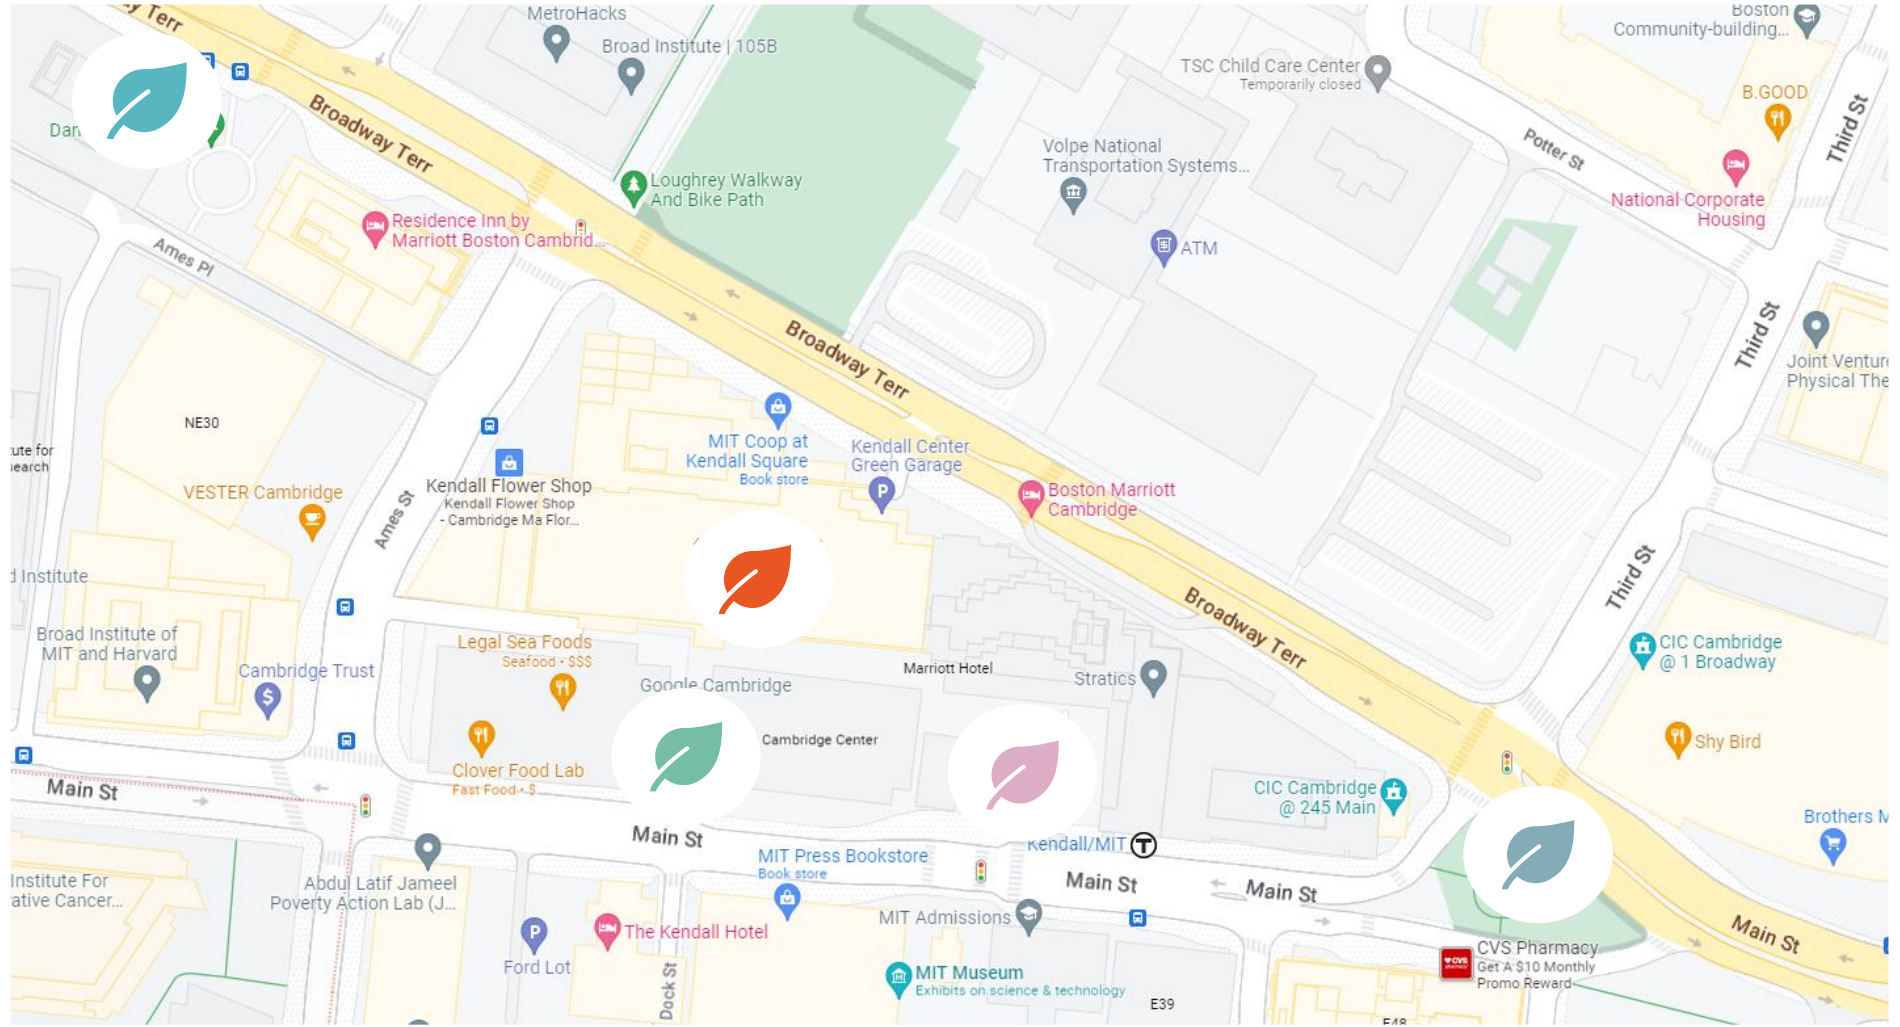 y Terr
MetroHacks
Broad Institute | 105B
TSC Child Care Center
Temporarily closed
Boston
Community-building...
B.GOOD
Third St
Potter St
Broadway Terr
Volpe National
Transportation Systems...
Loughrey Walkway
And Bike Path
National Corporate
Housing
Residence Inn by
Marriott Boston Cambrid...
Ames Pl
ATM
Broadway Terr
Third St
Joint Venture
Physical The
NE30
ute for
search
MIT Coop at
Kendall Square
Book store
Kendall Center
Green Garage
VESTER Cambridge
Kendall Flower Shop
Kendall Flower Shop
- Cambridge Ma Flor...
Ames St
Boston Marriott
Cambridge
d Institute
Third St
Broadway Terr
Broad Institute of
MIT and Harvard
Legal Sea Foods
Seafood • $$$
Cambridge Trust
Google Cambridge
Marriott Hotel
Stratics
CIC Cambridge
@ 1 Broadway
Cambridge Center
Shy Bird
Clover Food Lab
Fast Food • $
Main St
CIC Cambridge
@ 245 Main
Brothers M
Main St
Kendall/MIT
T
MIT Press Bookstore
Book store
Main St
Main St
Institute For
ative Cancer...
Abdul Latif Jameel
Poverty Action Lab (J...
MIT Admissions
The Kendall Hotel
Main St
CVS Pharmacy
Get A $10 Monthly
Promo Reward
Ford Lot
Dock St
MIT Museum
Exhibits on science & technology
E39
E48